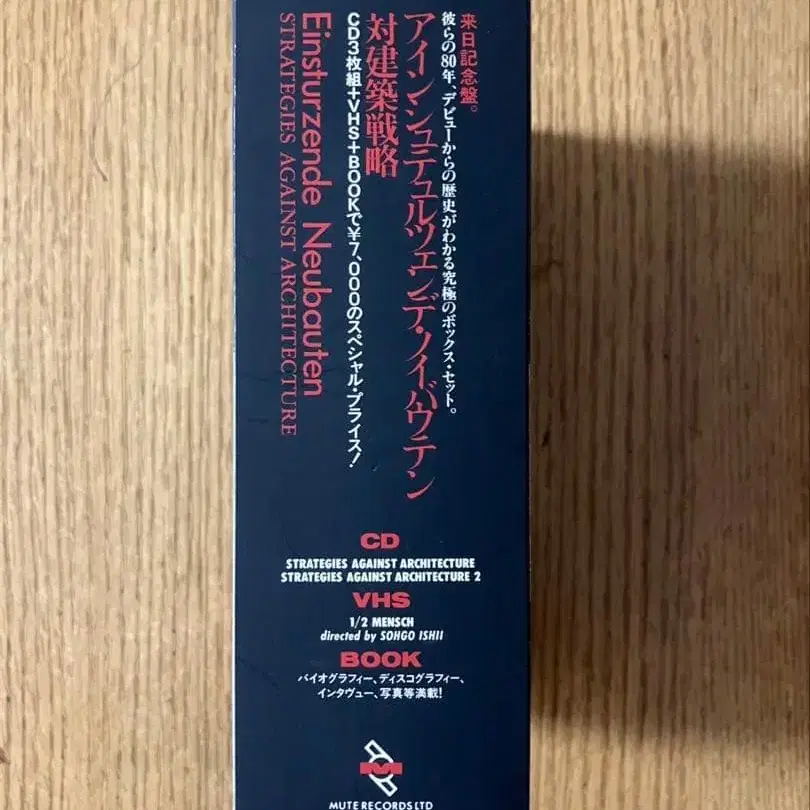 来日記念盤。
彼らの80年、デビューからの歴史がわかる究極のボックス・セット。
アインシュテュルツェンデ・ノイバウテン
対建築戦略
CD3枚組+VHS+BOOKで¥7,000のスペシャル・プライス!
Einsturzende Neubauten
STRATEGIES AGAINST ARCHITECTURE
CD
STRATEGIES AGAINST ARCHITECTURE
STRATEGIES AGAINST ARCHITECTURE 2
VHS
1/2 MENSCH
directed by SOHGO ISHII
BOOK
バイオグラフィー、ディスコグラフィー、
インタヴュー、写真等満載!
MUTE RECORDS LTD